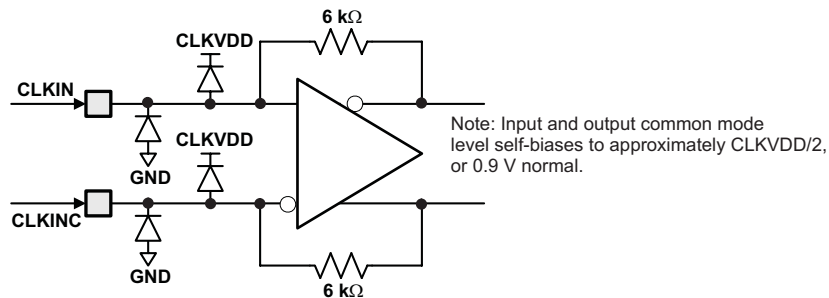 6 kΩ
CLKVDD
CLKIN
CLKVDD
GND
Note: Input and output common mode
level self-biases to approximately CLKVDD/2,
or 0.9 V normal.
CLKINC
GND
6 kΩ